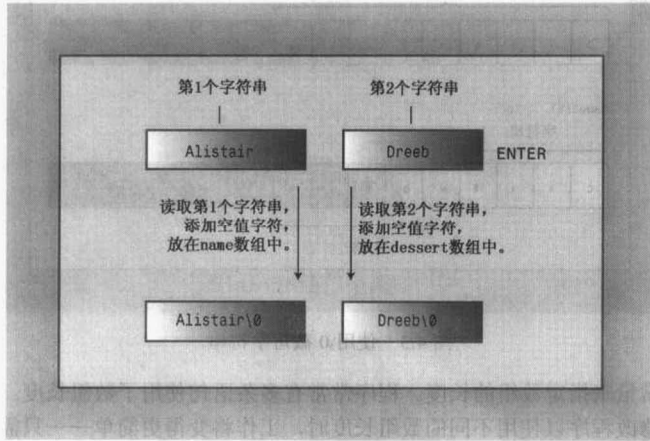 第1个字符串
第2个字符串
Alistair
Dreeb
ENTER
读取第1个字符串,
添加空值字符,
放在name数组中。
读取第2个字符串,
添加空值字符,
放在dessert数组中。
Alistair\0
Dreeb\0